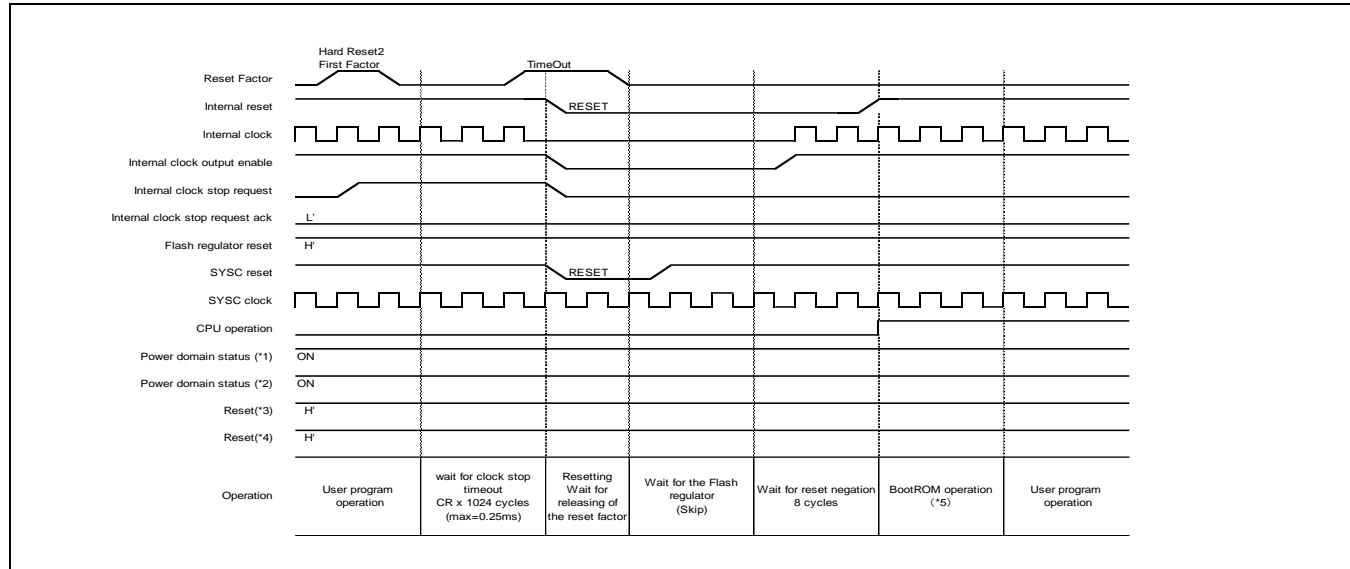 Hard Reset2
First Factor
TimeOut
Reset Factor
Internal reset
RESET
Internal clock
Internal clock output enable
Internal clock stop request
Internal clock stop request ack
L'
Flash regulator reset
H'
SYSC reset
RESET
SYSC clock
CPU operation
Power domain status (*1)
ON
Power domain status (*2)
ON
Reset(*3)
H'
Reset(*4)
H'
Operation
User program
operation
wait for clock stop
timeout
CR x 1024 cycles
(max=0.25ms)
Resetting
Wait for
releasing of
the reset factor
Wait for the Flash
regulator
(Skip)
Wait for reset negation
8 cycles
BootROM operation
(*5)
User program
operation